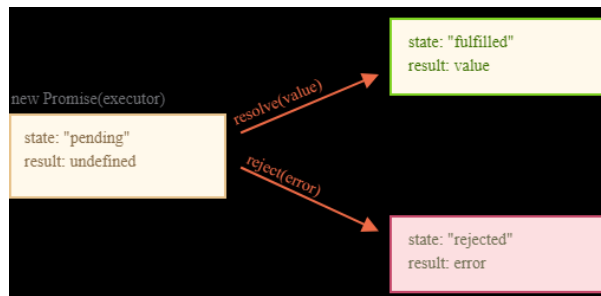 new Promise(executor)
state: "pending"
result: undefined
resolve(value)
reject(error)
state: "fulfilled"
result: value
state: "rejected"
result: error